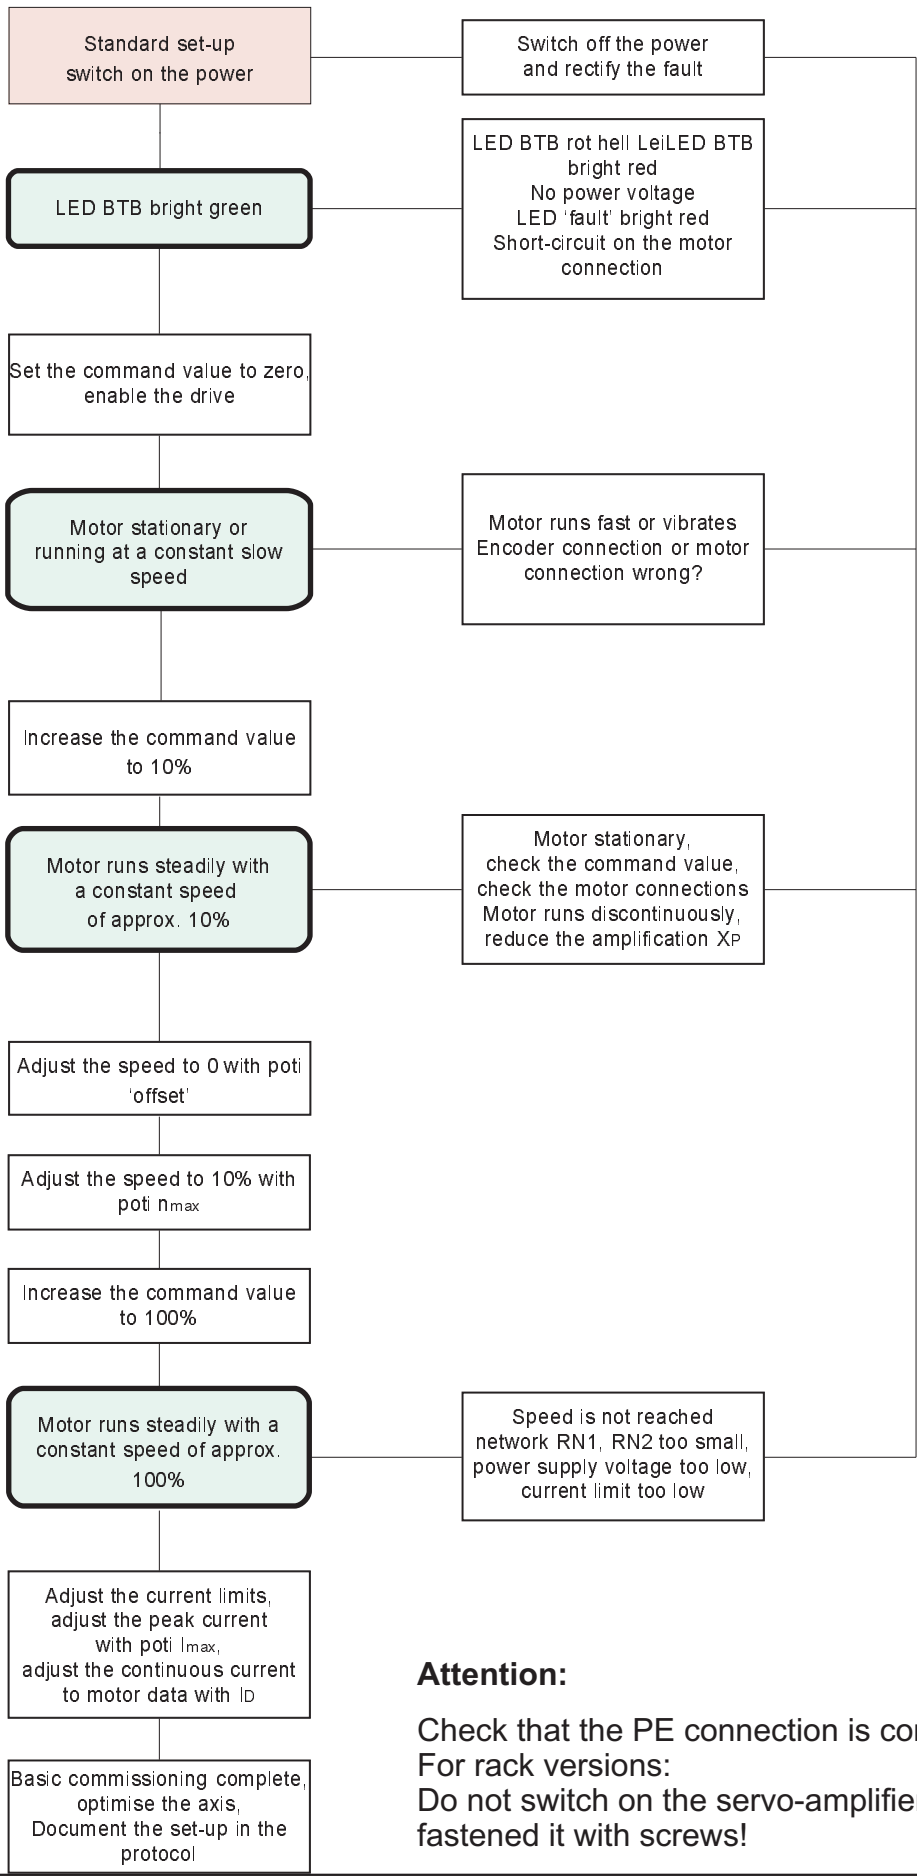 Standard set-up
switch on the power
Switch off the power
and rectify the fault
LED BTB bright green
LED BTB rot hell LeiLED BTB
bright red
No power voltage
LED ‘fault’ bright red
Short-circuit on the motor
connection
Set the command value to zero,
enable the drive
Motor stationary or
running at a constant slow
speed
Motor runs fast or vibrates
Encoder connection or motor
connection wrong?
Increase the command value
to 10%
Motor runs steadily with
a constant speed
of approx. 10%
Motor stationary,
check the command value,
check the motor connections
Motor runs discontinuously,
reduce the amplification XP
Adjust the speed to 0 with poti
‘offset’
Adjust the speed to 10% with
poti nmax
Increase the command value
to 100%
Motor runs steadily with a
constant speed of approx.
100%
Speed is not reached
network RN1, RN2 too small,
power supply voltage too low,
current limit too low
Adjust the current limits,
adjust the peak current
with poti Imax,
adjust the continuous current
to motor data with ID
Basic commissioning complete,
optimise the axis,
Document the set-up in the
protocol
Attention:
Check that the PE connection is
For rack versions:
Do not switch on the servo-amplifier
fastened it with screws!